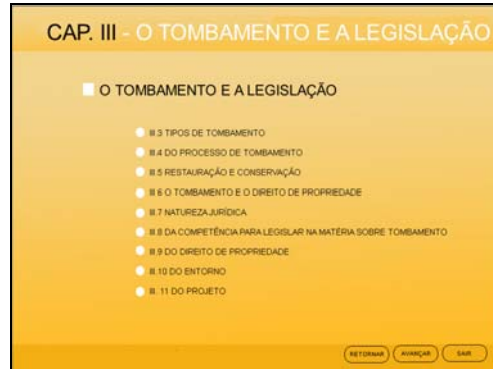 CAP. III - O TOMBAMENTO E A LEGISLAÇÃO
O TOMBAMENTO E A LEGISLAÇÃO
III.3 TIPOS DE TOMBAMENTO
III.4 DO PROCESSO DE TOMBAMENTO
III.5 RESTAURAÇÃO E CONSERVAÇÃO
III.6 O TOMBAMENTO E O DIREITO DE PROPRIEDADE
III.7 NATUREZA JURÍDICA
III.8 DA COMPETÊNCIA PARA LEGISLAR NA MATÉRIA SOBRE TOMBAMENTO
III.9 DO DIREITO DE PROPRIEDADE
III.10 DO ENTORNO
III. 11 DO PROJETO
RETORNAR AVANÇAR SAIR